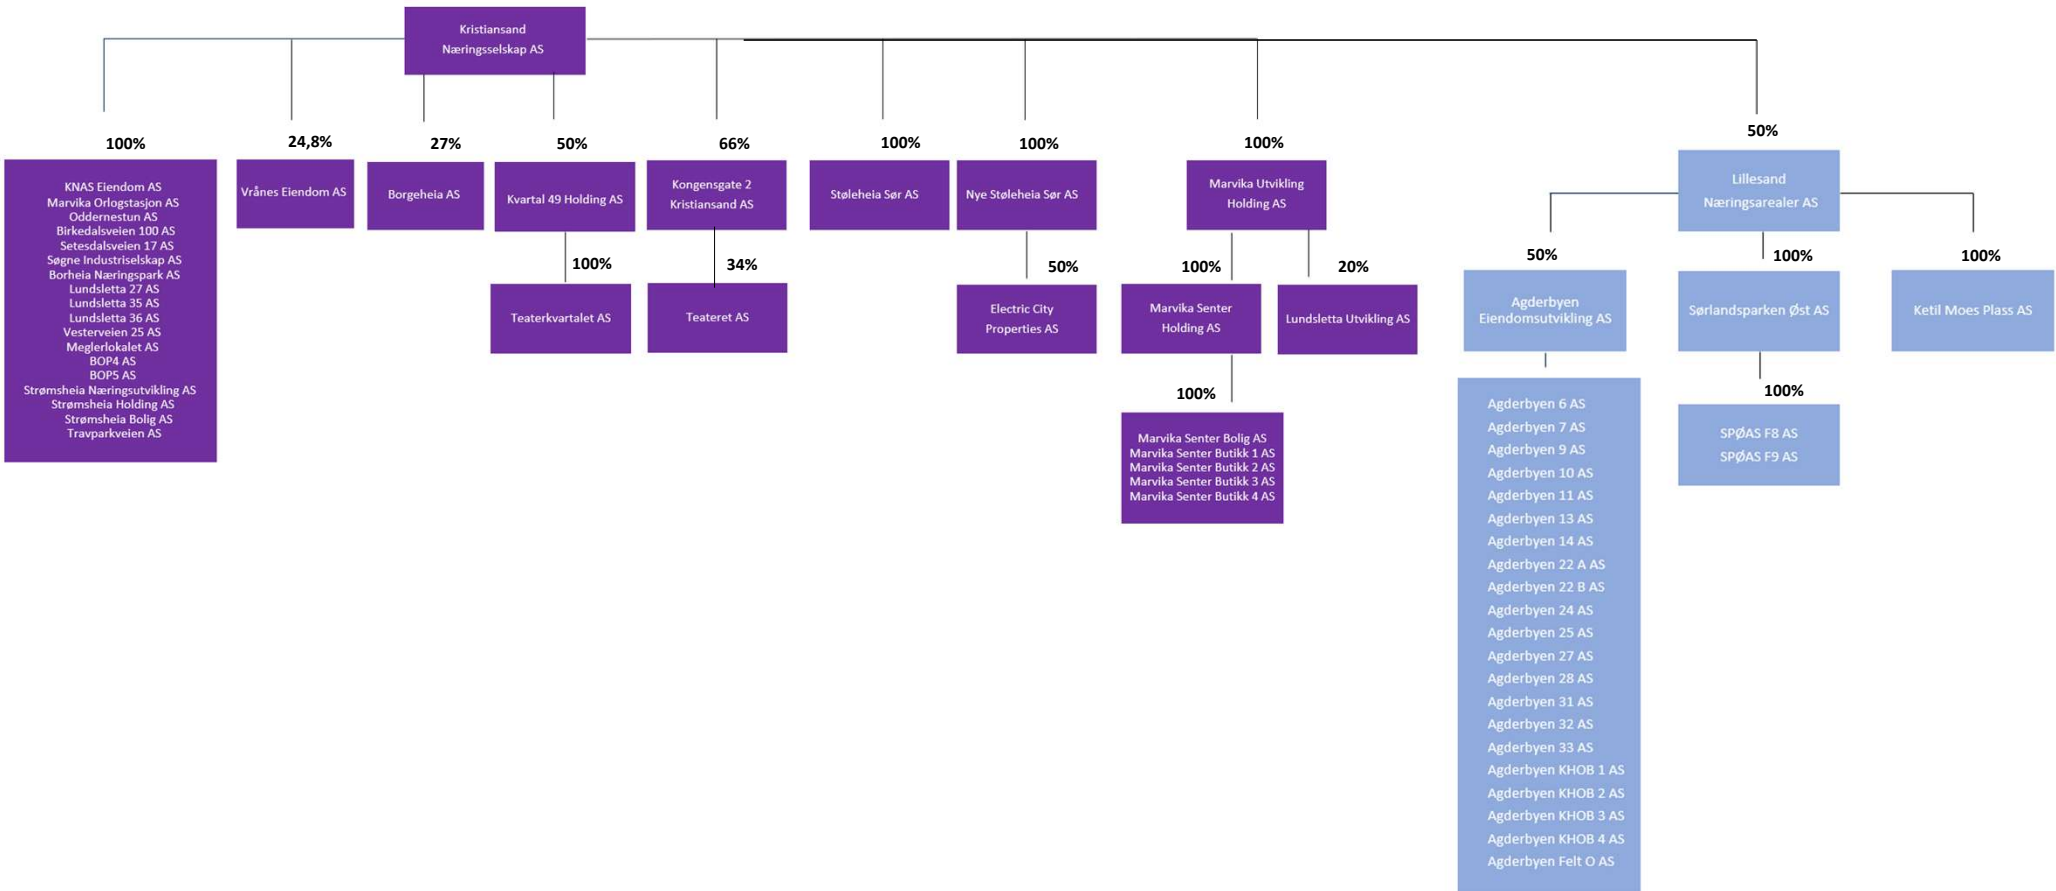 Kristiansand
Næringsselskap AS
100%
24,8%
27%
50%
66%
100%
100%
100%
50%
KNAS Eiendom AS
Marvika Orlogstasjon AS
Oddernestun AS
Birkedalsveien 100 AS
Setesdalsveien 17 AS
Søgne Industriselskap AS
Borheia Næringspark AS
Lundsletta 27 AS
Lundsletta 35 AS
Lundsletta 36 AS
Vesterveien 25 AS
Meglerlokalet AS
BOP4 AS
BOP5 AS
Strømsheia Næringsutvikling AS
Strømsheia Holding AS
Strømsheia Bolig AS
Travparkveien AS
Vrånes Eiendom AS
Borgeheia AS
Kvartal 49 Holding AS
Kongensgate 2
Kristiansand AS
Støleheia Sør AS
Nye Støleheia Sør AS
Marvika Utvikling
Holding AS
Lillesand
Næringsarealer AS
100%
34%
50%
100%
20%
50%
100%
100%
Teaterkvartalet AS
Teateret AS
Electric City
Properties AS
Marvika Senter
Holding AS
Lundsletta Utvikling AS
Agderbyen
Eiendomsutvikling AS
Sørlandsparken Øst AS
Ketil Moes Plass AS
100%
100%
Marvika Senter Bolig AS
Marvika Senter Butikk 1 AS
Marvika Senter Butikk 2 AS
Marvika Senter Butikk 3 AS
Marvika Senter Butikk 4 AS
Agderbyen 6 AS
Agderbyen 7 AS
Agderbyen 9 AS
Agderbyen 10 AS
Agderbyen 11 AS
Agderbyen 13 AS
Agderbyen 14 AS
Agderbyen 22 A AS
Agderbyen 22 B AS
Agderbyen 24 AS
Agderbyen 25 AS
Agderbyen 27 AS
Agderbyen 28 AS
Agderbyen 31 AS
Agderbyen 32 AS
Agderbyen 33 AS
Agderbyen KHOB 1 AS
Agderbyen KHOB 2 AS
Agderbyen KHOB 3 AS
Agderbyen KHOB 4 AS
Agderbyen Felt O AS
SPØAS F8 AS
SPØAS F9 AS